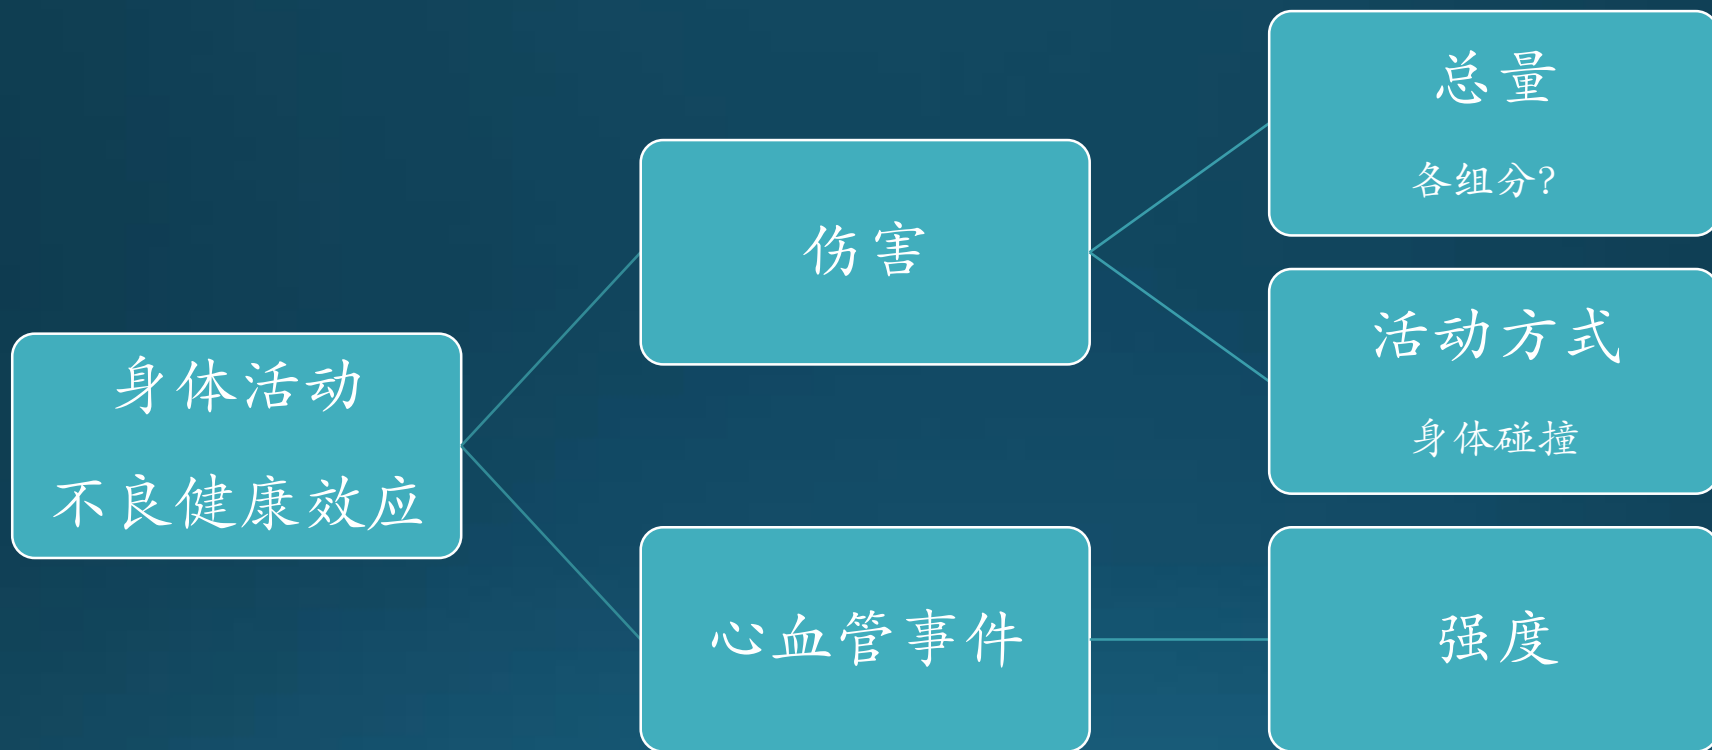 身体活动
不良健康效应
伤害
总量
各组分?
活动方式
身体碰撞
心血管事件
强度